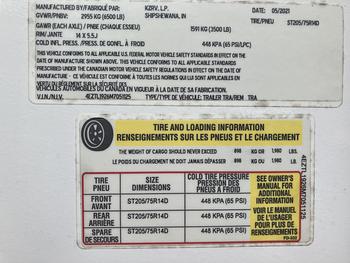 MANUFACTURED BY/FABRIQUÉ PAR: KZRV, L.P. DATE 05/2021
GVWR/PNBV: 2955 KG (6500 LB) SHIPSHEWANA, IN
GAWR (EACH AXLE) / PNE (CHAQUE ESSIEU) 1591 KG (3500 LB) TIRE/PNEU ST205/75R14D
RIM/JANTE 14 X 5.5J
COLD INFL. PRESS./PRESS. DE GONFL. À FROID 448 KPA (65 PSI/LPC)
THIS VEHICLE CONFORMS TO ALL APPLICABLE U.S. FEDERAL MOTOR VEHICLE SAFETY STANDARDS IN EFFECT ON THE
DATE OF MANUFACTURE SHOWN ABOVE. THIS VEHICLE CONFORMS TO ALL APPLICABLE STANDARDS
PRESCRIBED UNDER THE CANADIAN MOTOR VEHICLE SAFETY REGULATIONS IN EFFECT ON THE DATE OF
MANUFACTURE / CE VÉHICULE EST CONFORME À TOUTES LES NORMES QUI LUI SONT APPLICABLES EN
VERTU DU RÈGLEMENT SUR LA SÉCURITÉ DES
VÉHICULES AUTOMOBILES DU CANADA EN VIGUEUR À LA DATE DE SA FABRICATION.
V.I.N./N.I.V. 4EZTL1926M7051125 TYPE/TYPE DE VÉHICULE: TRAILER TRA/REM TRA
TIRE AND LOADING INFORMATION
RENSEIGNEMENTS SUR LES PNEUS ET LE CHARGEMENT
THE WEIGHT OF CARGO SHOULD NEVER EXCEED 898 KG OR 1,980 LBS.
LE POIDS DU CHARGEMENT NE DOIT JAMAIS DÉPASSER 898 KG OU 1,980 LB.
TIRE PNEU
SIZE DIMENSIONS
COLD TIRE PRESSURE
PRESSION DES
PNEUS À FROID
FRONT AVANT ST205/75R14D 448 KPA (65 PSI)
REAR ARRIÈRE ST205/75R14D 448 KPA (65 PSI)
SPARE DE SECOURS ST205/75R14D 448 KPA (65 PSI)
SEE OWNER'S
MANUAL FOR
ADDITIONAL
INFORMATION
VOIR LE MANUEL
DE L'USAGER
POUR PLUS DE
RENSEIGNEMENTS
4EZTL1926M7051125